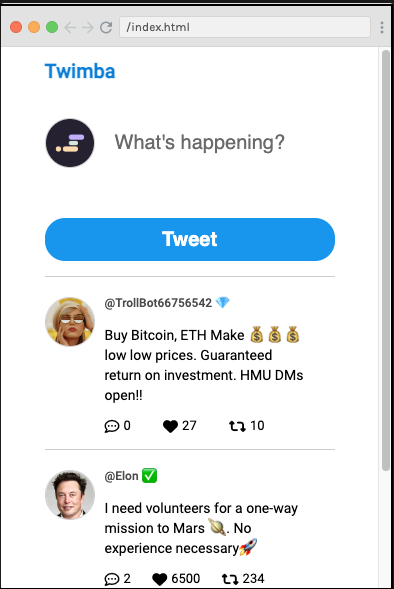 /index.html
Twimba
What's happening?
Tweet
@TrollBot66756542 💎
Buy Bitcoin, ETH Make 💰💰💰
low low prices. Guaranteed
return on investment. HMU DMs
open!!
0 27 10
@Elon ✅
I need volunteers for a one-way
mission to Mars 🪐. No
experience necessary🚀
2 6500 234